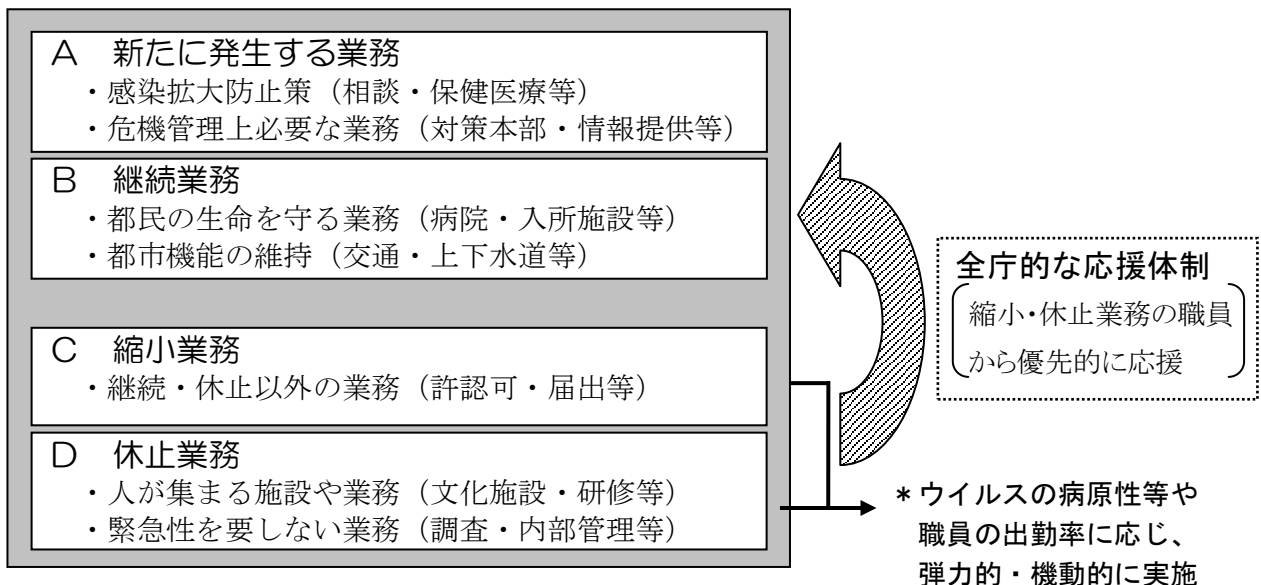 A 新たに発生する業務
・感染拡大防止策（相談・保健医療等）
・危機管理上必要な業務（対策本部・情報提供等）
B 継続業務
・都民の生命を守る業務（病院・入所施設等）
・都市機能の維持（交通・上下水道等）
C 縮小業務
・継続・休止以外の業務（許認可・届出等）
D 休止業務
・人が集まる施設や業務（文化施設・研修等）
・緊急性を要しない業務（調査・内部管理等）
全庁的な応援体制
縮小・休止業務の職員
から優先的に応援
＊ウイルスの病原性等や
職員の出勤率に応じ、
弾力的・機動的に実施